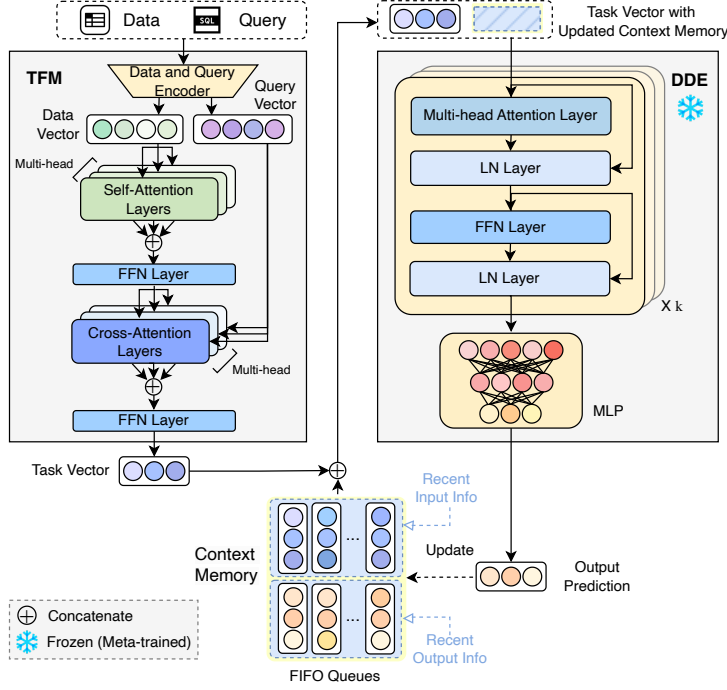 Data
SQL
Query
Task Vector with
Updated Context Memory
TFM
Data and Query
Encoder
Query
Vector
Data
Vector
Multi-head
Self-Attention
Layers
FFN Layer
Cross-Attention
Layers
Multi-head
FFN Layer
Task Vector
DDE
Multi-head Attention Layer
LN Layer
FFN Layer
LN Layer
X k
MLP
Recent
Input Info
Context
Memory
...
...
Update
Output
Prediction
Recent
Output Info
FIFO Queues
Concatenate
Frozen (Meta-trained)